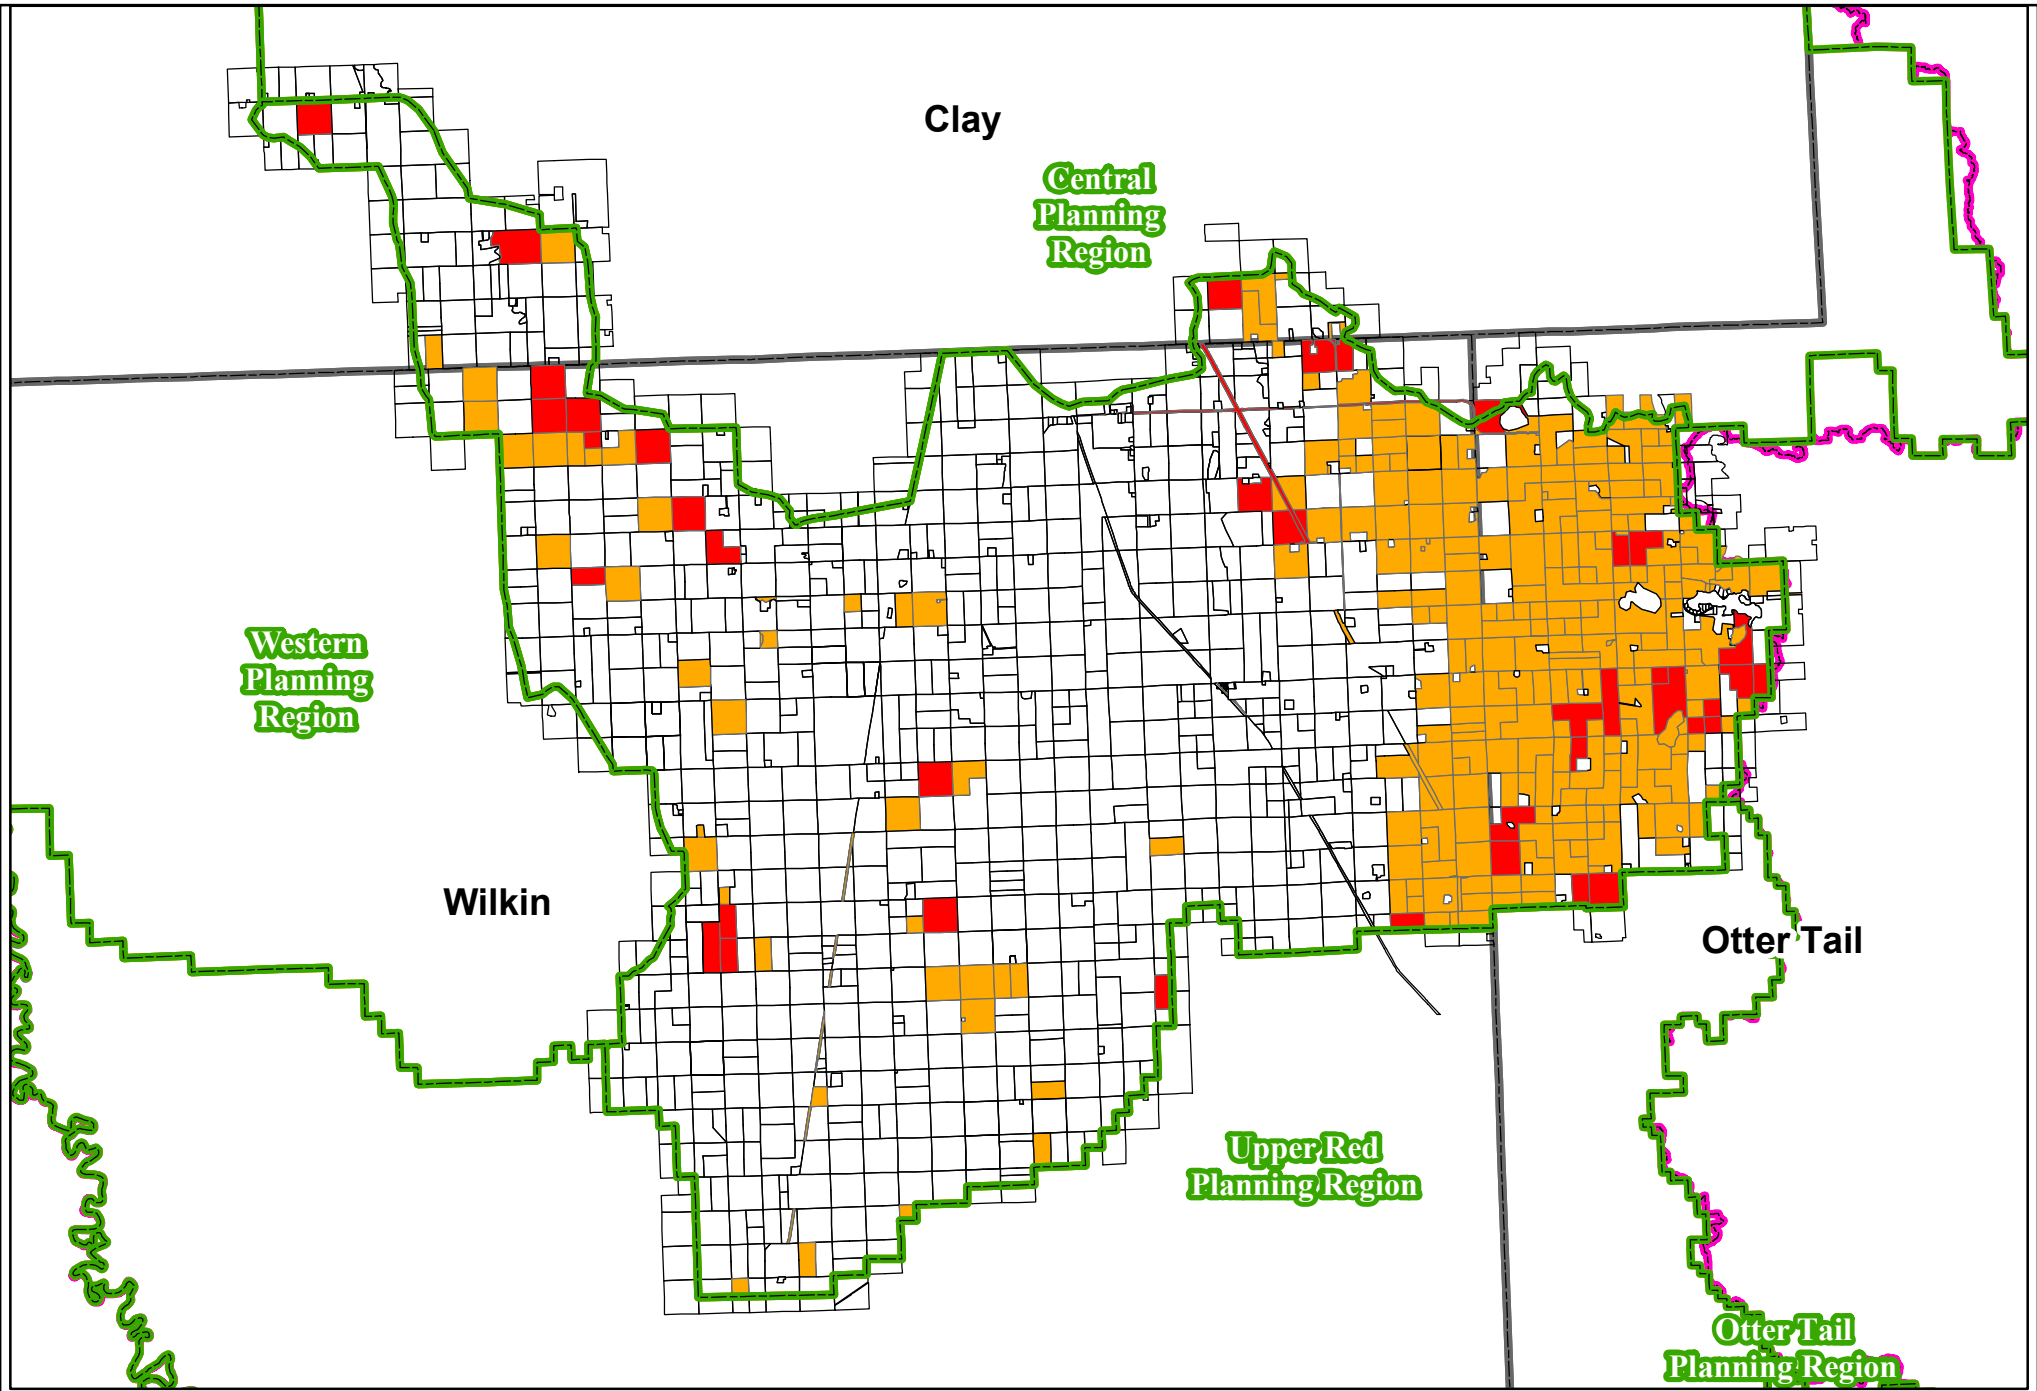 Clay
Central
Planning
Region
Western
Planning
Region
Wilkin
Otter Tail
Upper Red
Planning Region
Otter Tail
Planning Region